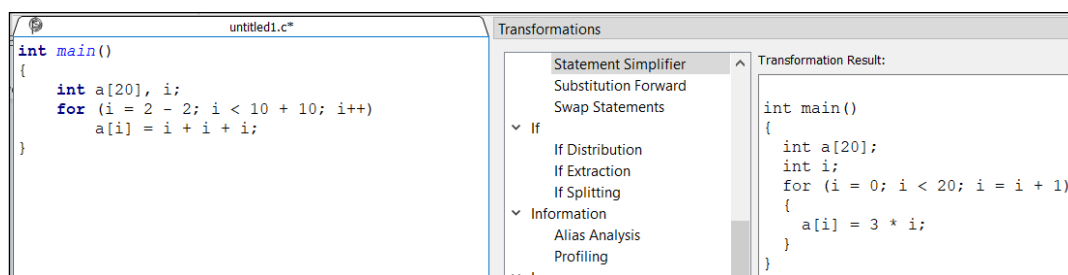 untitled1.c*
int main()
{
    int a[20], i;
    for (i = 2 - 2; i < 10 + 10; i++)
        a[i] = i + i + i;
}
Transformations
Statement Simplifier
Substitution Forward
Swap Statements
If
If Distribution
If Extraction
If Splitting
Information
Alias Analysis
Profiling
Transformation Result:
int main()
{
  int a[20];
  int i;
  for (i = 0; i < 20; i = i + 1)
  {
    a[i] = 3 * i;
  }
}